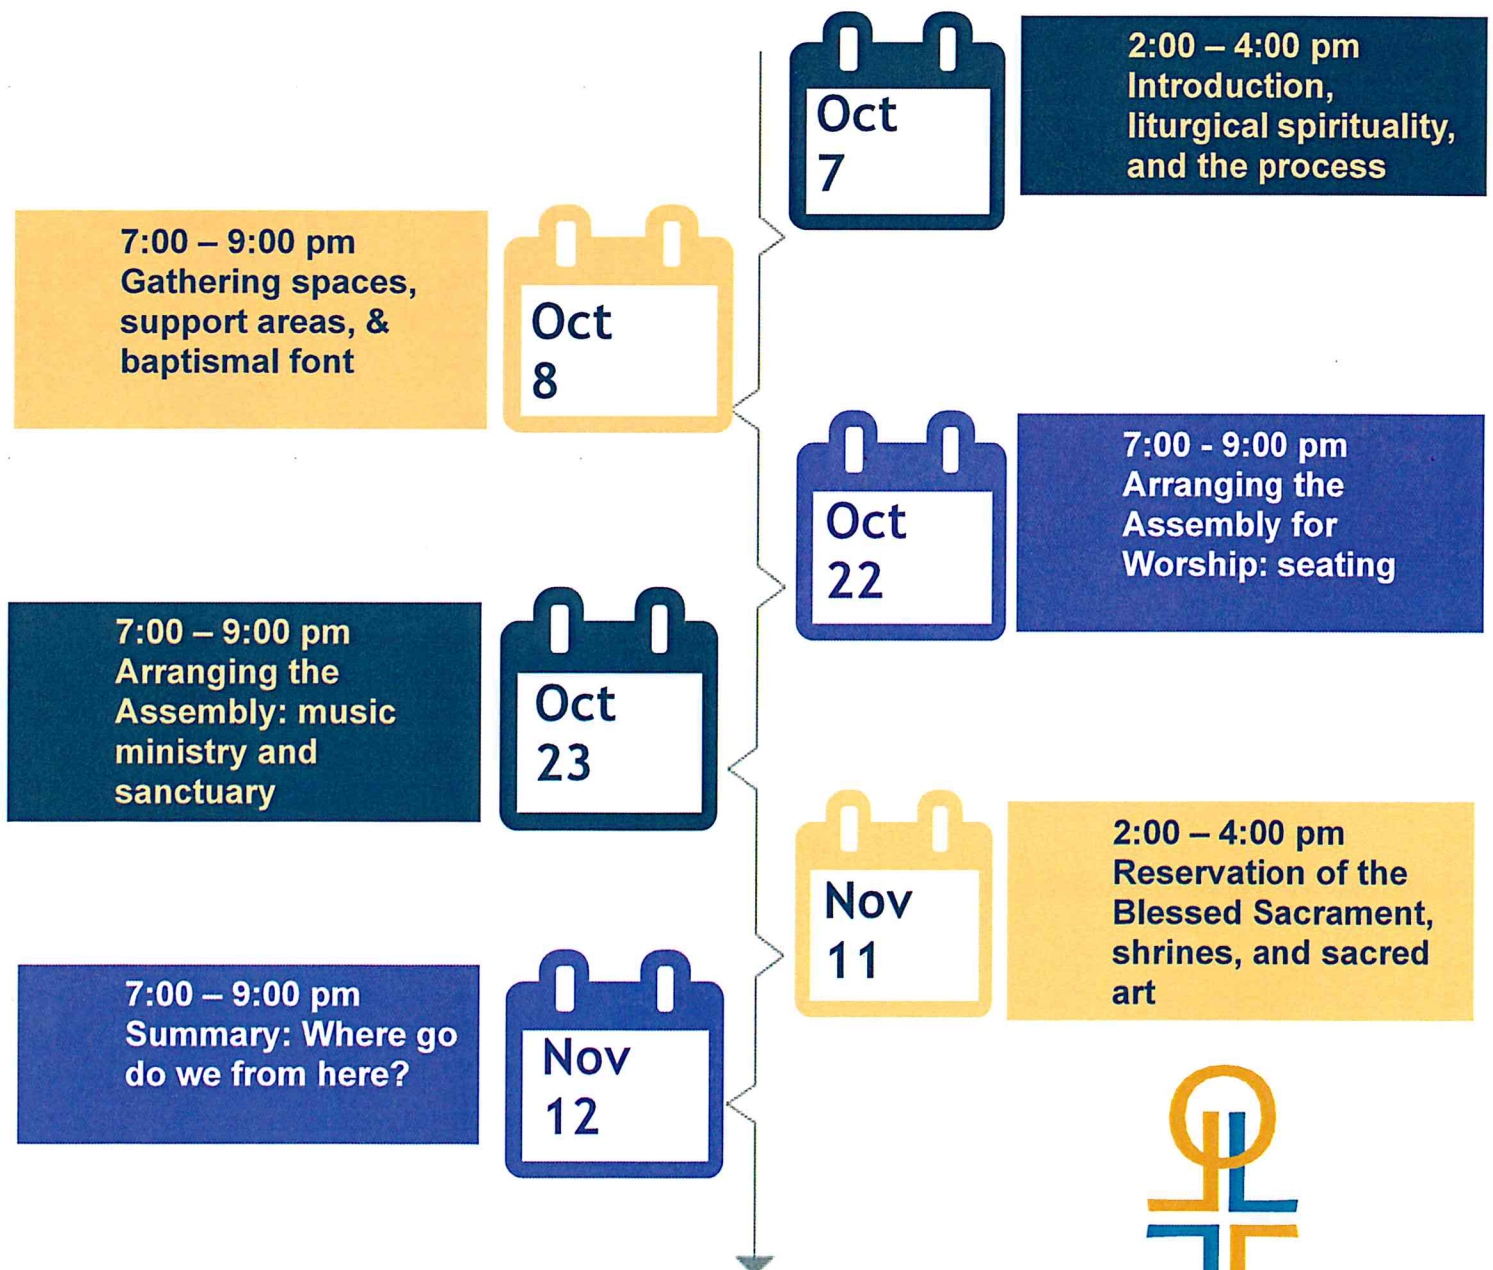 Oct
7
2:00 – 4:00 pm
Introduction,
liturgical spirituality,
and the process
7:00 – 9:00 pm
Gathering spaces,
support areas, &
baptismal font
Oct
8
Oct
22
7:00 - 9:00 pm
Arranging the
Assembly for
Worship: seating
7:00 – 9:00 pm
Arranging the
Assembly: music
ministry and
sanctuary
Oct
23
Nov
11
2:00 – 4:00 pm
Reservation of the
Blessed Sacrament,
shrines, and sacred
art
7:00 – 9:00 pm
Summary: Where go
do we from here?
Nov
12